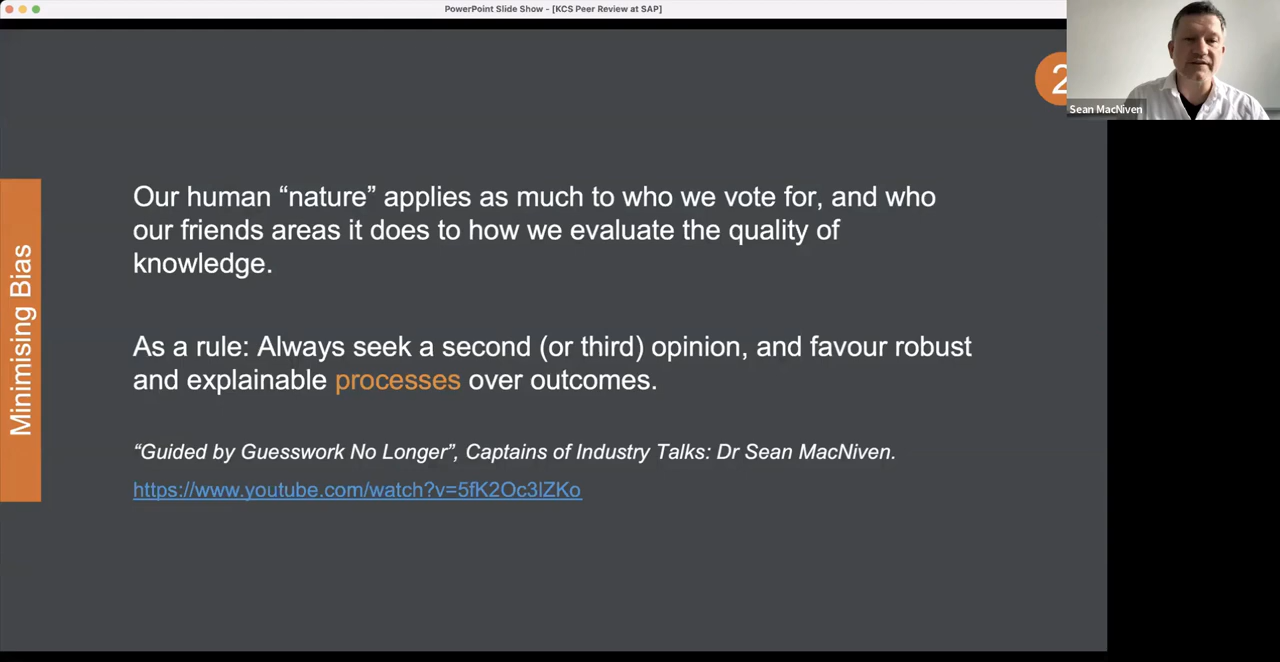 PowerPoint Slide Show - [KCS Peer Review at SAP]
2
Sean MacNiven
Minimising Bias
Our human “nature” applies as much to who we vote for, and who
our friends areas it does to how we evaluate the quality of
knowledge.
As a rule: Always seek a second (or third) opinion, and favour robust
and explainable processes over outcomes.
“Guided by Guesswork No Longer”, Captains of Industry Talks: Dr Sean MacNiven.
https://www.youtube.com/watch?v=5fK2Oc3lZKo